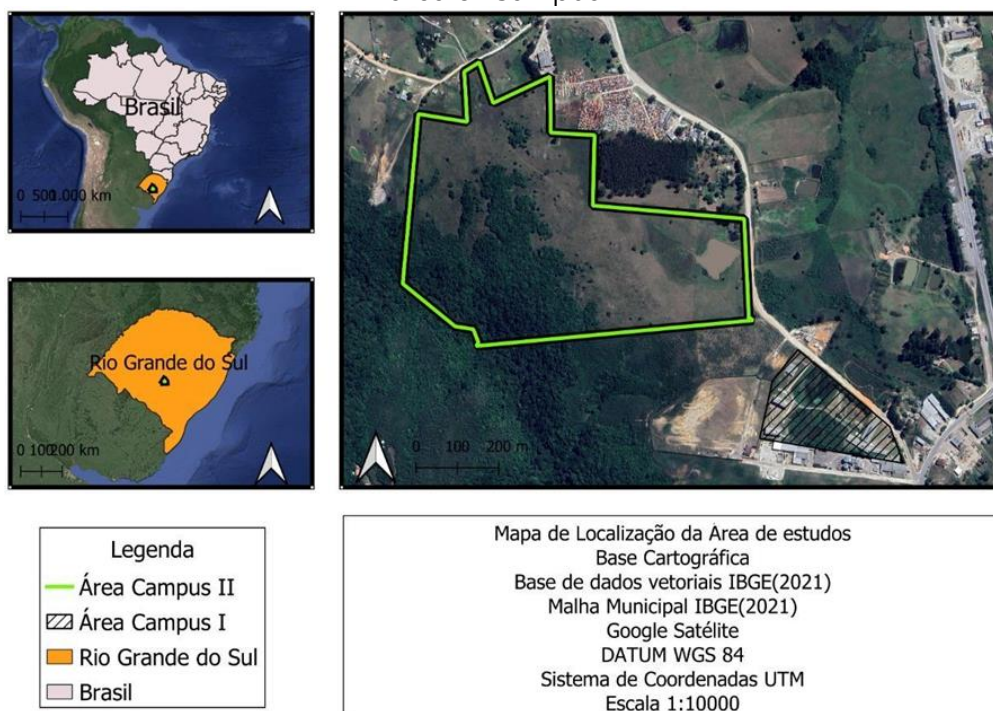 Brasil
0 500 1.000 km
Rio Grande do Sul
0 100 200 km
0 100 200 m
Legenda
Área Campus II
Área Campus I
Rio Grande do Sul
Brasil
Mapa de Localização da Área de estudos
Base Cartográfica
Base de dados vetoriais IBGE(2021)
Malha Municipal IBGE(2021)
Google Satélite
DATUM WGS 84
Sistema de Coordenadas UTM
Escala 1:10000